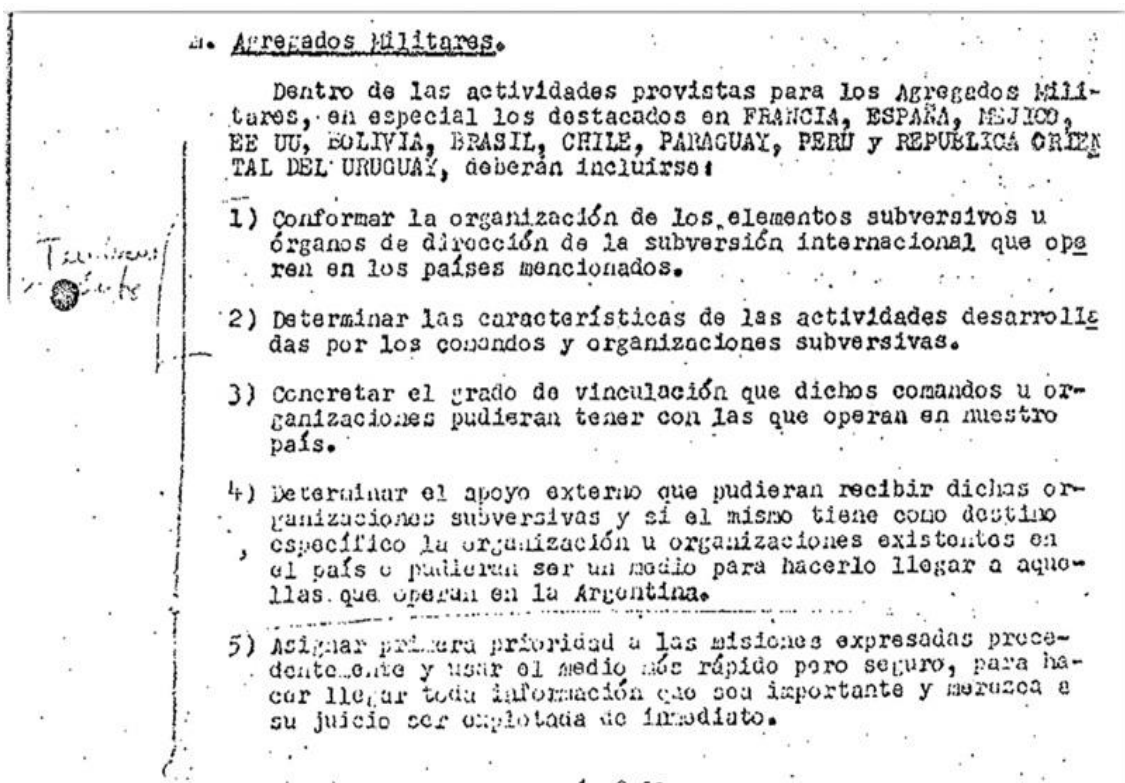 m. Agregados Militares.
Dentro de las actividades previstas para los Agregados Mili-
tares, en especial los destacados en FRANCIA, ESPAÑA, MEJICO,
EE UU, BOLIVIA, BRASIL, CHILE, PARAGUAY, PERU y REPUBLICA ORIEN
TAL DEL URUGUAY, deberán incluirse:
1) Conformar la organización de los elementos subversivos u
órganos de dirección de la subversión internacional que ope
ren en los países mencionados.
2) Determinar las características de las actividades desarrolla
das por los comandos y organizaciones subversivas.
3) Concretar el grado de vinculación que dichos comandos u or-
ganizaciones pudieran tener con las que operan en nuestro
país.
4) Determinar el apoyo externo que pudieran recibir dichas or-
ganizaciones subversivas y si el mismo tiene como destino
específico la organización u organizaciones existentes en
el país o pudieran ser un medio para hacerlo llegar a aque-
llas que operan en la Argentina.
5) Asignar primera prioridad a las misiones expresadas prece-
dentemente y usar el medio más rápido pero seguro, para ha-
cer llegar toda información que sea importante y merezca a
su juicio ser explotada de inmediato.